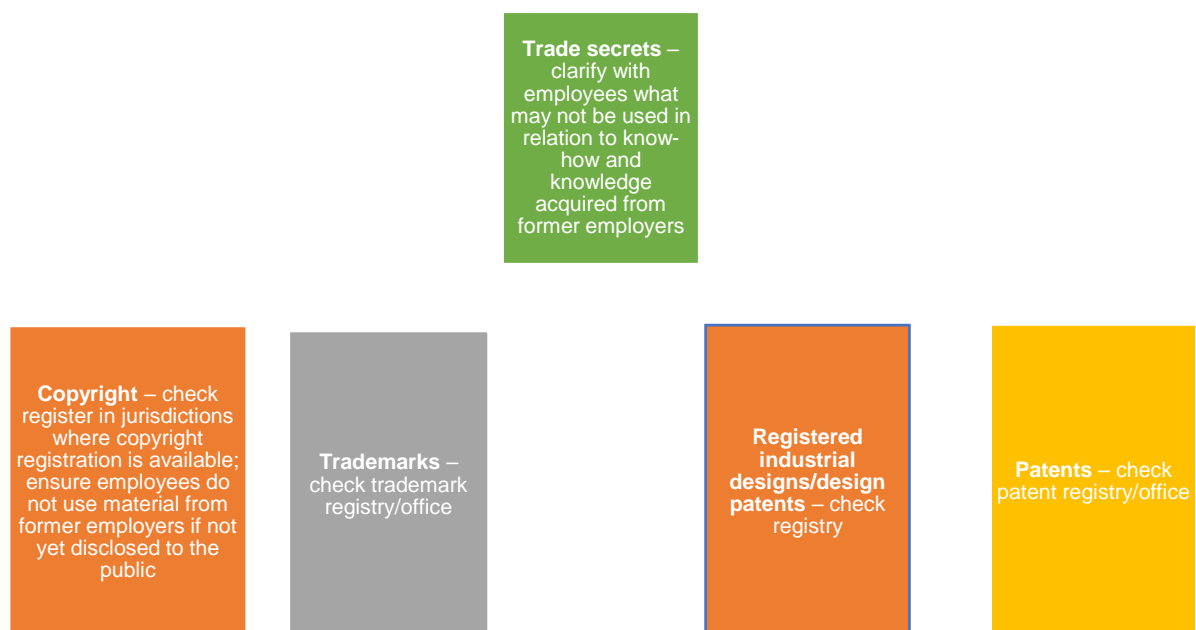 Trade secrets –
clarify with
employees what
may not be used in
relation to know-
how and
knowledge
acquired from
former employers
Copyright – check
register in jurisdictions
where copyright
registration is available;
ensure employees do
not use material from
former employers if not
yet disclosed to the
public
Trademarks –
check trademark
registry/office
Registered
industrial
designs/design
patents – check
registry
Patents – check
patent registry/office